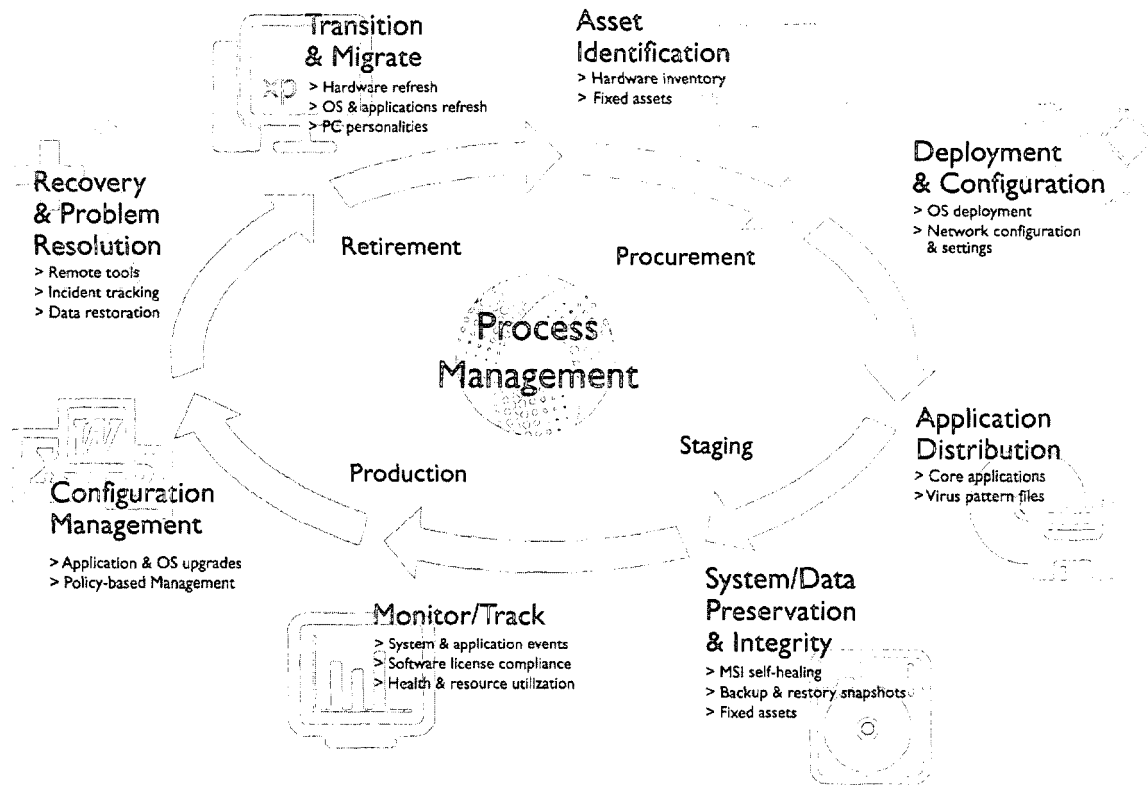 Transition
& Migrate
> Hardware refresh
> OS & applications refresh
> PC personalities
xp
Asset
Identification
> Hardware inventory
> Fixed assets
Deployment
& Configuration
> OS deployment
> Network configuration
& settings
Recovery
& Problem
Resolution
> Remote tools
> Incident tracking
> Data restoration
Retirement
Procurement
Process
Management
Application
Distribution
> Core applications
> Virus pattern files
Staging
Production
W
Configuration
Management
> Application & OS upgrades
> Policy-based Management
System/Data
Preservation
& Integrity
> MSI self-healing
> Backup & restory snapshots
> Fixed assets
Monitor/Track
> System & application events
> Software license compliance
> Health & resource utilization